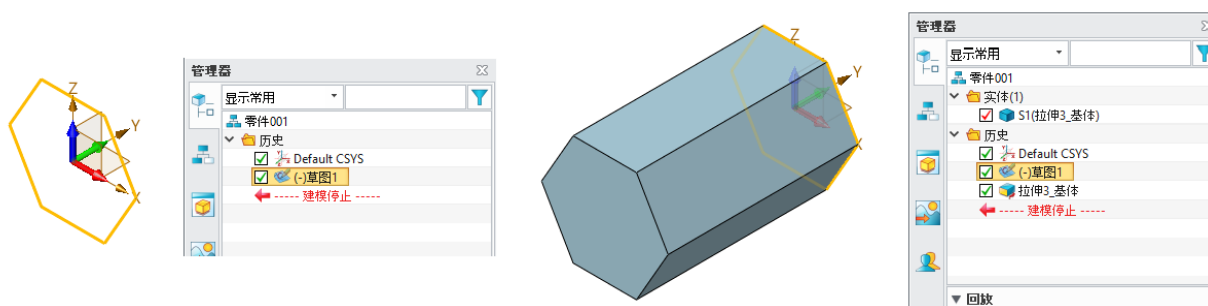 Z
Y
X
管理器
显示常用
零件001
历史
Default CSYS
(-)草图1
----- 建模停止 -----
Z
Y
X
管理器
显示常用
零件001
实体(1)
S1(拉伸3_基体)
历史
Default CSYS
(-)草图1
拉伸3_基体
----- 建模停止 -----
回放